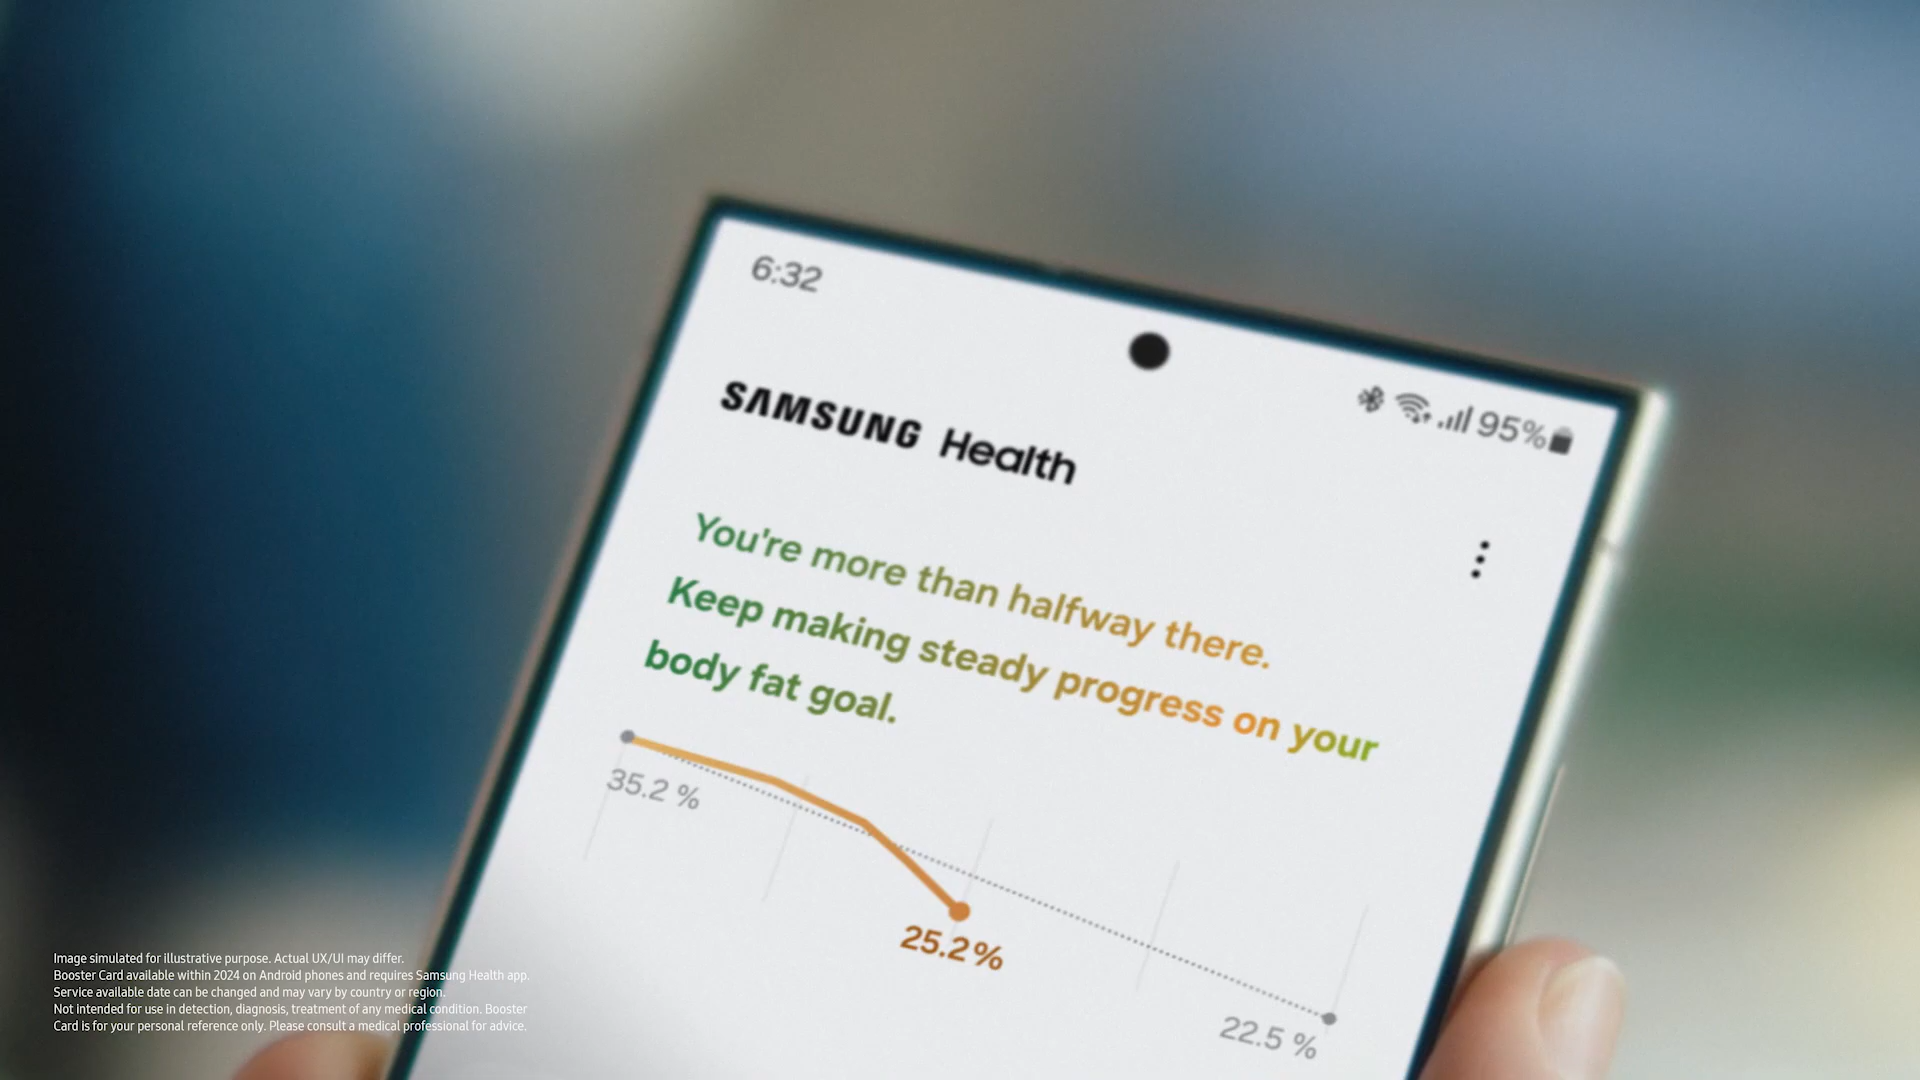 6:32
95%
SAMSUNG Health
You're more than halfway there.
Keep making steady progress on your
body fat goal.
35.2 %
25.2%
22.5 %
Image simulated for illustrative purpose. Actual UX/UI may differ.
Booster Card available within 2024 on Android phones and requires Samsung Health app.
Service available date can be changed and may vary by country or region.
Not intended for use in detection, diagnosis, treatment of any medical condition. Booster
Card is for your personal reference only. Please consult a medical professional for advice.